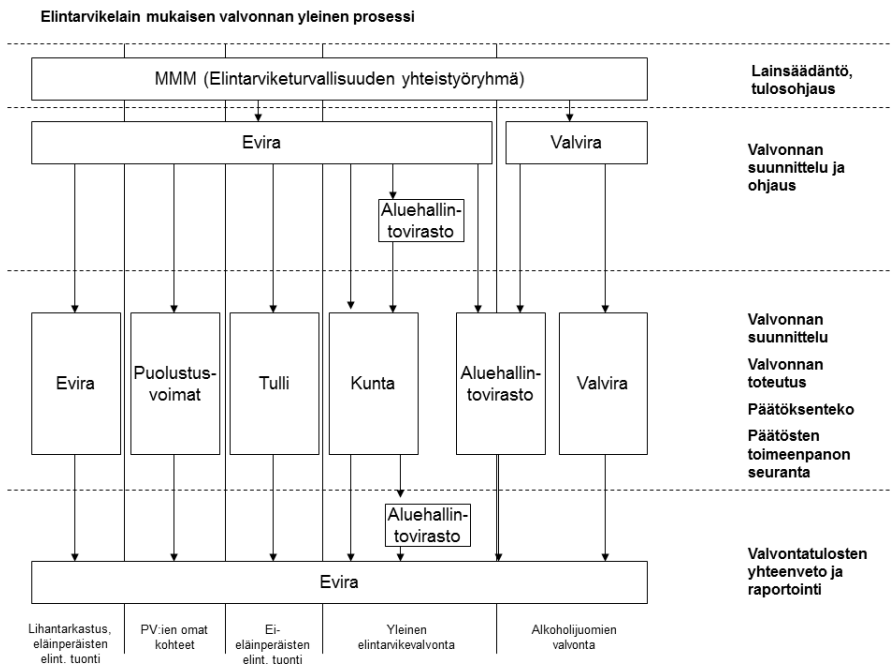 Elintarvikelain mukaisen valvonnan yleinen prosessi
MMM (Elintarviketurvallisuuden yhteistyöryhmä)
Lainsäädäntö,
tulosohjaus
Evira
Valvira
Valvonnan
suunnittelu ja
ohjaus
Aluehallin-
tovirasto
Evira
Puolustus-
voimat
Tulli
Kunta
Aluehallin-
tovirasto
Valvira
Valvonnan
suunnittelu
Valvonnan
toteutus
Päätöksenteko
Päätösten
toimeenpanon
seuranta
Aluehallin-
tovirasto
Evira
Valvontatulosten
yhteenveto ja
raportointi
Lihantarkastus,
eläinperäisten
elint. tuonti
PV:ien omat
kohteet
Ei-
eläinperäisten
elint. tuonti
Yleinen
elintarvikevalvonta
Alkoholijuomien
valvonta